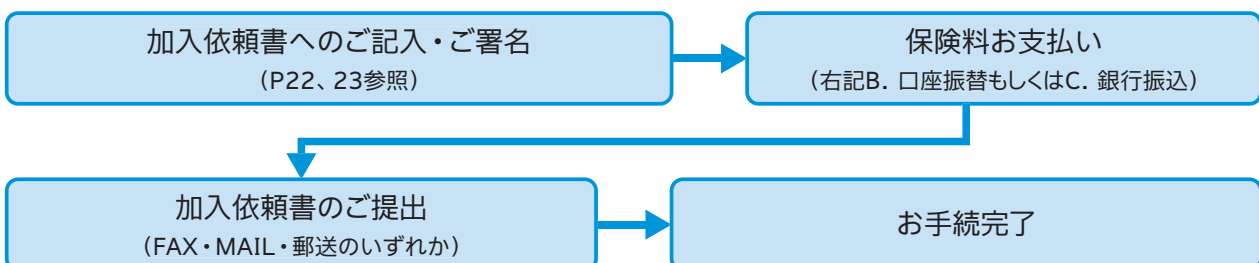 加入依頼書へのご記入・ご署名
（P22、23参照）
保険料お支払い
（右記B. 口座振替もしくはC. 銀行振込）
加入依頼書のご提出
（FAX・MAIL・郵送のいずれか）
お手続完了